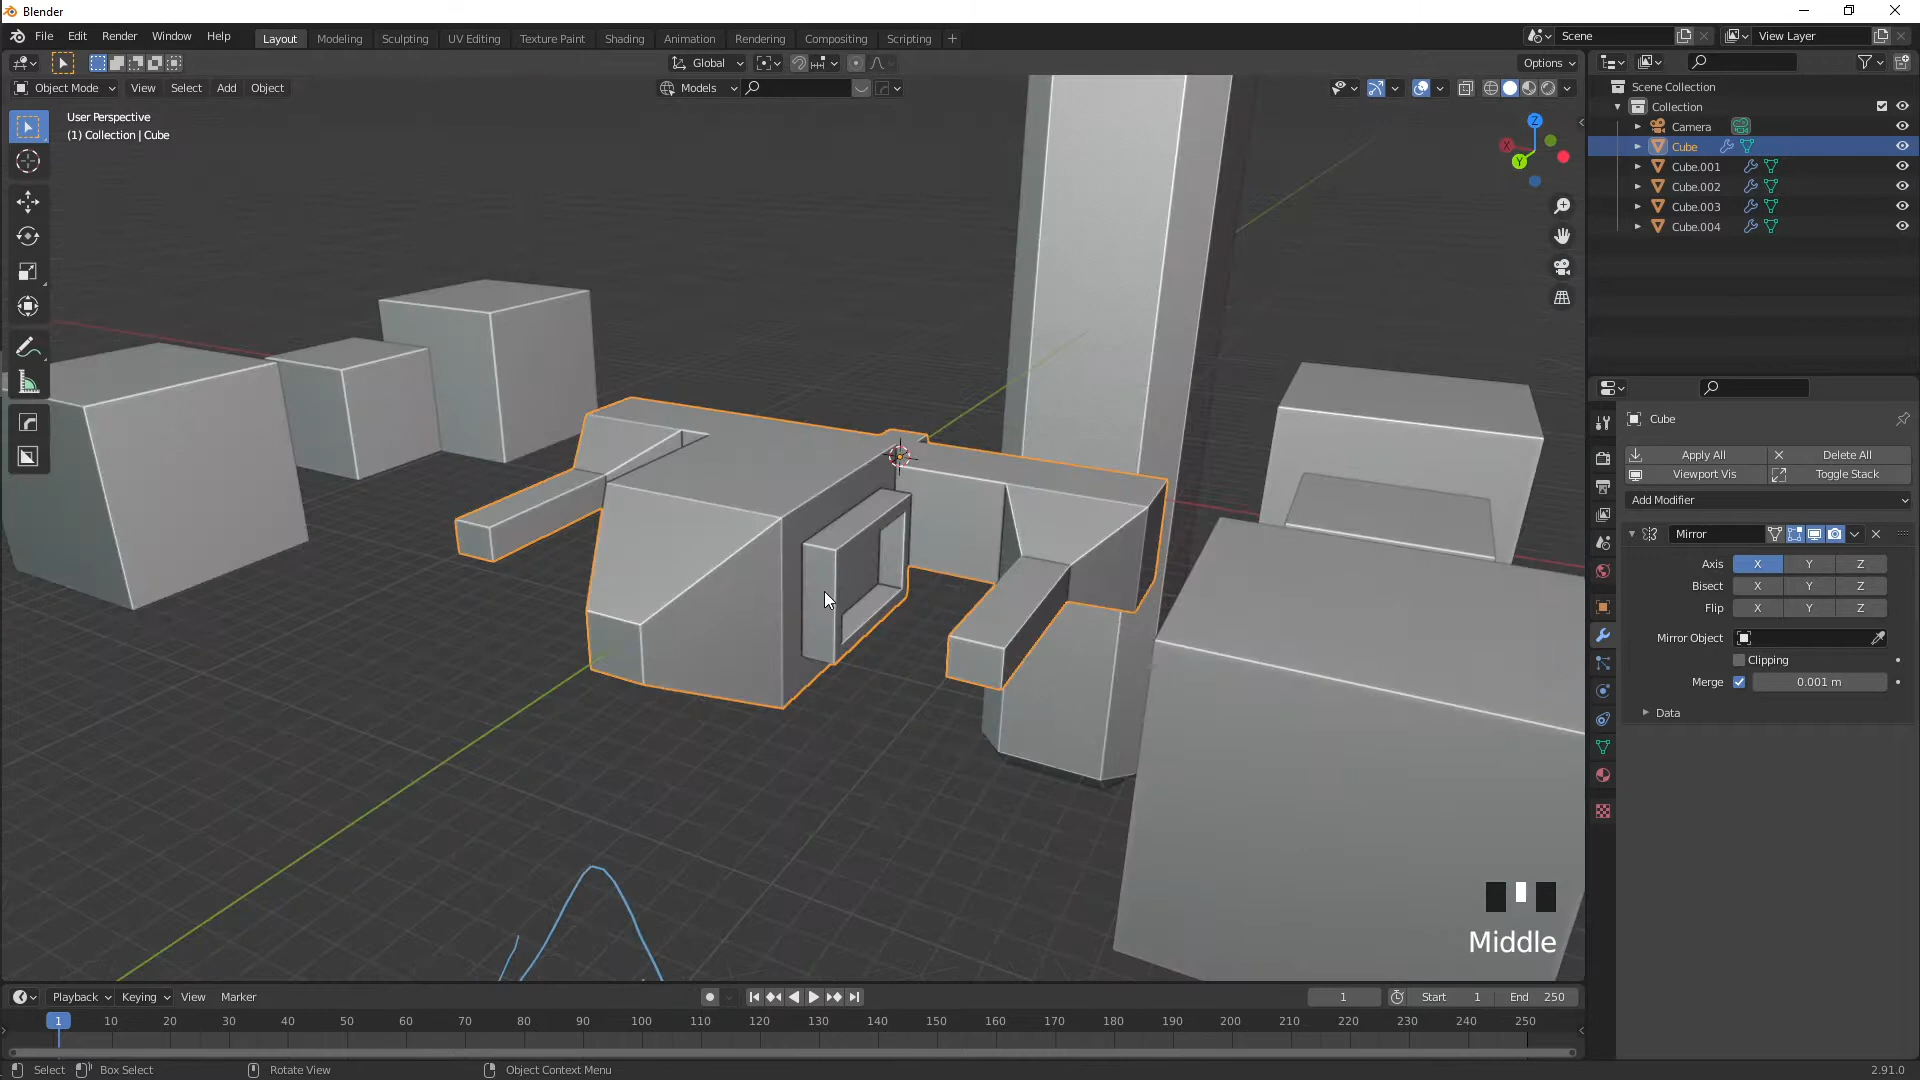 Blender
File Edit Render Window Help
Layout Modeling Sculpting UV Editing Texture Paint Shading Animation Rendering Compositing Scripting +
Scene
View Layer
Global
Options
Object Mode View Select Add Object
Models
User Perspective
(1) Collection | Cube
Z
X
Y
Scene Collection
Collection
Camera
Cube
Cube.001
Cube.002
Cube.003
Cube.004
Cube
Apply All
Delete All
Viewport Vis
Toggle Stack
Add Modifier
Mirror
Axis X Y Z
Bisect X Y Z
Flip X Y Z
Mirror Object
Clipping
Merge 0.001 m
Data
Middle
Playback Keying View Marker
1
Start 1
End 250
1 10 20 30 40 50 60 70 80 90 100 110 120 130 140 150 160 170 180 190 200 210 220 230 240 250
Select
Box Select
Rotate View
Object Context Menu
2.91.0